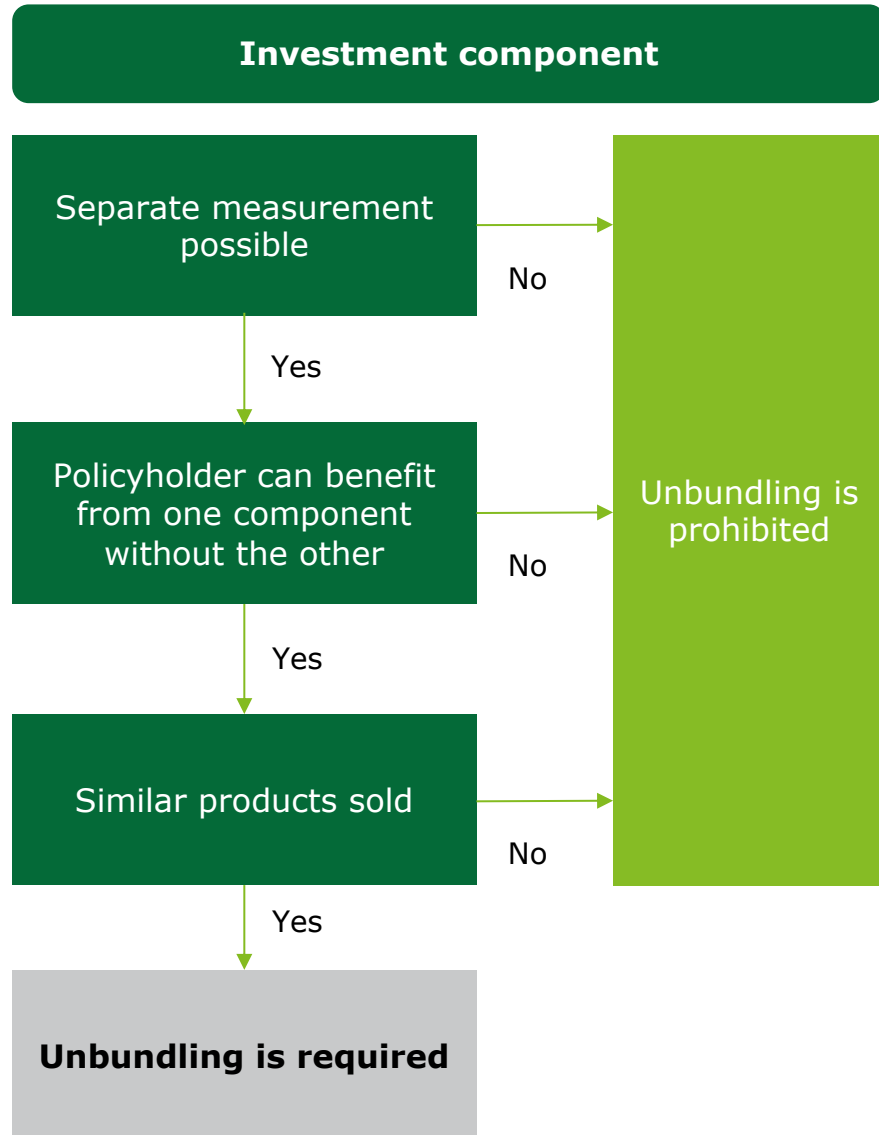 Investment component
Separate measurement
possible
No
Yes
Policyholder can benefit
from one component
without the other
No
Unbundling is
prohibited
Yes
Similar products sold
No
Yes
Unbundling is required